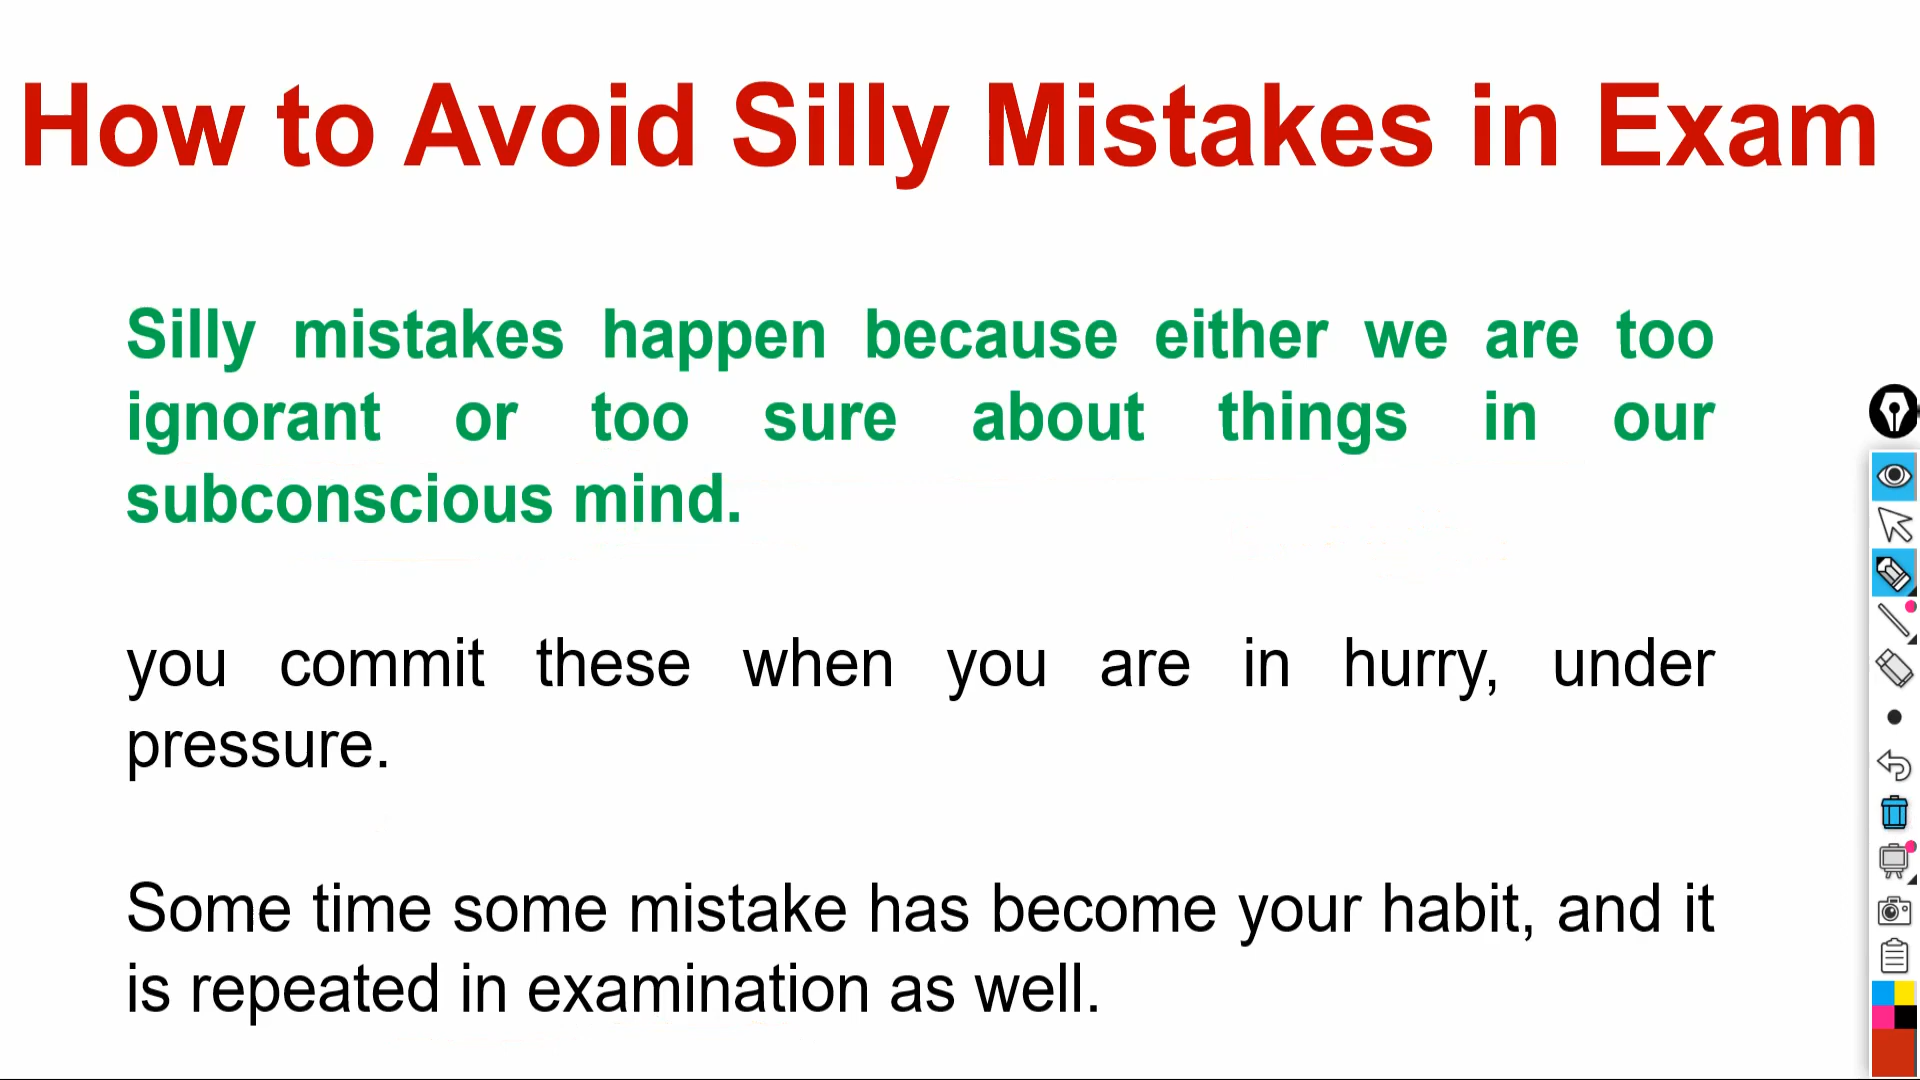 How to Avoid Silly Mistakes in Exam
Silly mistakes happen because either we are too
ignorant or too sure about things in our
subconscious mind.
you commit these when you are in hurry, under
pressure.
Some time some mistake has become your habit, and it
is repeated in examination as well.